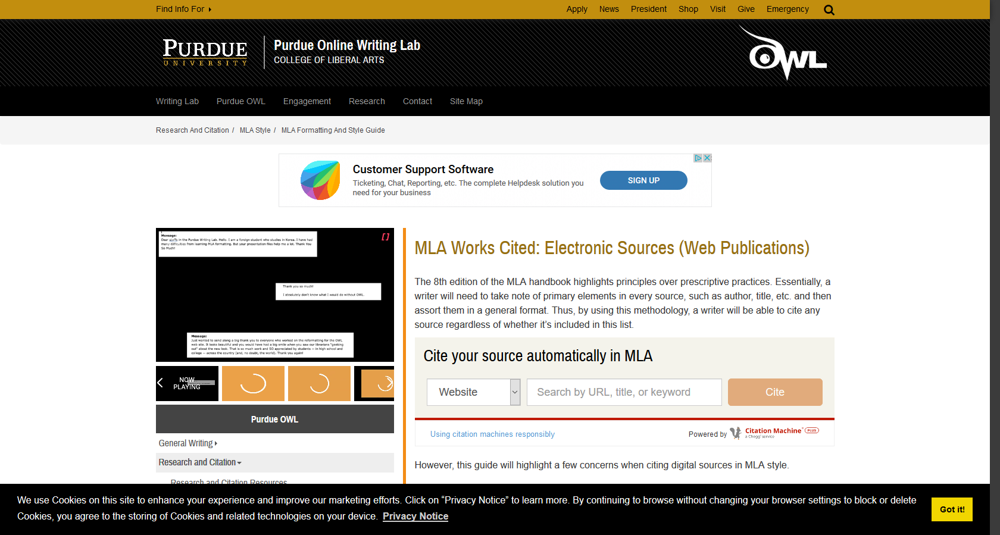 Find Info For
Apply News President Shop Visit Give Emergency
PURDUE
UNIVERSITY
Purdue Online Writing Lab
COLLEGE OF LIBERAL ARTS
OWL
Writing Lab Purdue OWL Engagement Research Contact Site Map
Research And Citation / MLA Style / MLA Formatting And Style Guide
Customer Support Software
Ticketing, Chat, Reporting, etc. The complete Helpdesk solution you
need for your business
SIGN UP
Message:
Dear staffs in the Purdue Writing Lab. Hello. I am a foreign student who studies in Korea. I have had
many difficulties from learning MLA formatting. But your presentation files help me a lot. Thank You
So Much!
[ ]
Thank you so much!
I absolutely don't know what I would do without OWL.
Message:
Just wanted to send along a big thank you to everyone who worked on the reformatting for the OWL
web site. It looks beautiful and you would have had a big smile when you saw our librarians "geeking
out" about the new look. That is so much work and SO appreciated by students -- in high school and
college -- across the country (and, no doubt, the world). Thank you again!
NOW
PLAYING
Purdue OWL
General Writing
Research and Citation
Research and Citation Resources
MLA Works Cited: Electronic Sources (Web Publications)
The 8th edition of the MLA handbook highlights principles over prescriptive practices. Essentially, a
writer will need to take note of primary elements in every source, such as author, title, etc. and then
assort them in a general format. Thus, by using this methodology, a writer will be able to cite any
source regardless of whether it’s included in this list.
Cite your source automatically in MLA
Website Search by URL, title, or keyword Cite
Using citation machines responsibly
Powered by Citation Machine® PLUS
a Chegg® service
However, this guide will highlight a few concerns when citing digital sources in MLA style.
We use Cookies on this site to enhance your experience and improve our marketing efforts. Click on “Privacy Notice” to learn more. By continuing to browse without changing your browser settings to block or delete
Cookies, you agree to the storing of Cookies and related technologies on your device. Privacy Notice
Got it!